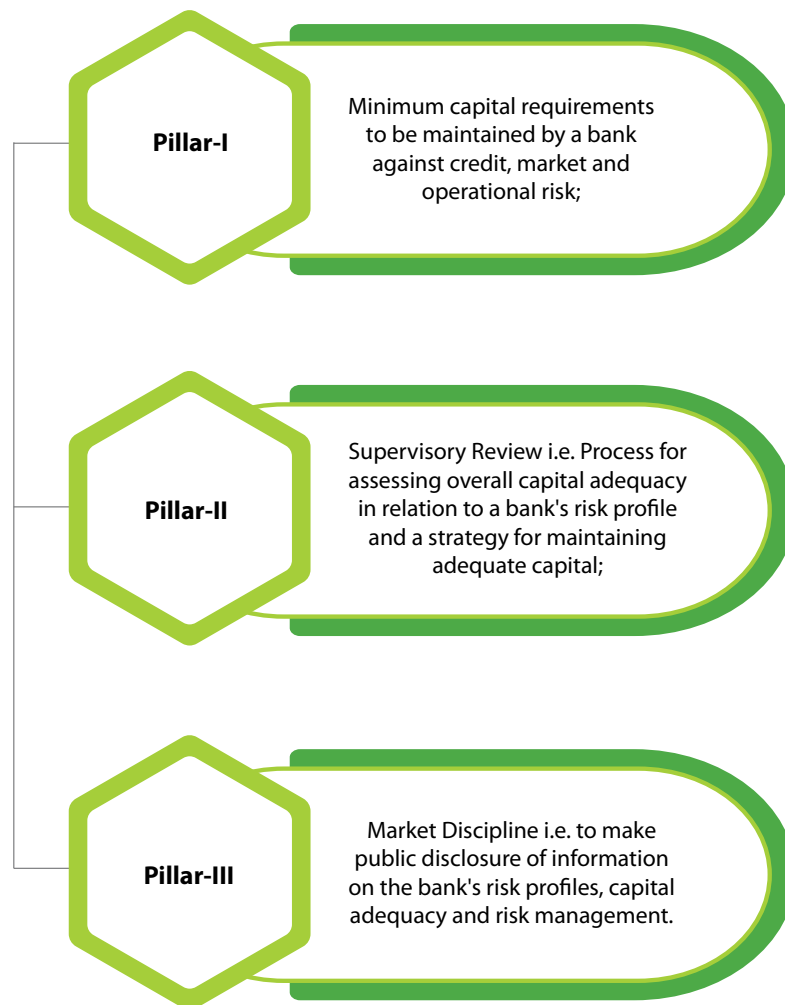 Pillar-I
Minimum capital requirements
to be maintained by a bank
against credit, market and
operational risk;
Pillar-II
Supervisory Review i.e. Process for
assessing overall capital adequacy
in relation to a bank's risk profile
and a strategy for maintaining
adequate capital;
Pillar-III
Market Discipline i.e. to make
public disclosure of information
on the bank's risk profiles, capital
adequacy and risk management.